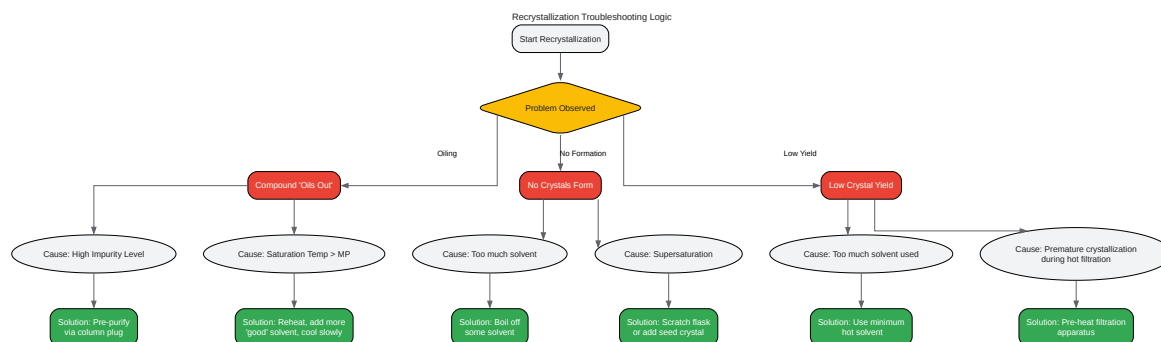 Recrystallization Troubleshooting Logic
Start Recrystallization
Problem Observed
Oiling
No Formation
Low Yield
Compound 'Oils Out'
No Crystals Form
Low Crystal Yield
Cause: High Impurity Level
Cause: Saturation Temp > MP
Cause: Too much solvent
Cause: Supersaturation
Cause: Too much solvent used
Cause: Premature crystallization
during hot filtration
Solution: Pre-purify
via column plug
Solution: Reheat, add more
'good' solvent, cool slowly
Solution: Boil off
some solvent
Solution: Scratch flask
or add seed crystal
Solution: Use minimum
hot solvent
Solution: Pre-heat filtration
apparatus